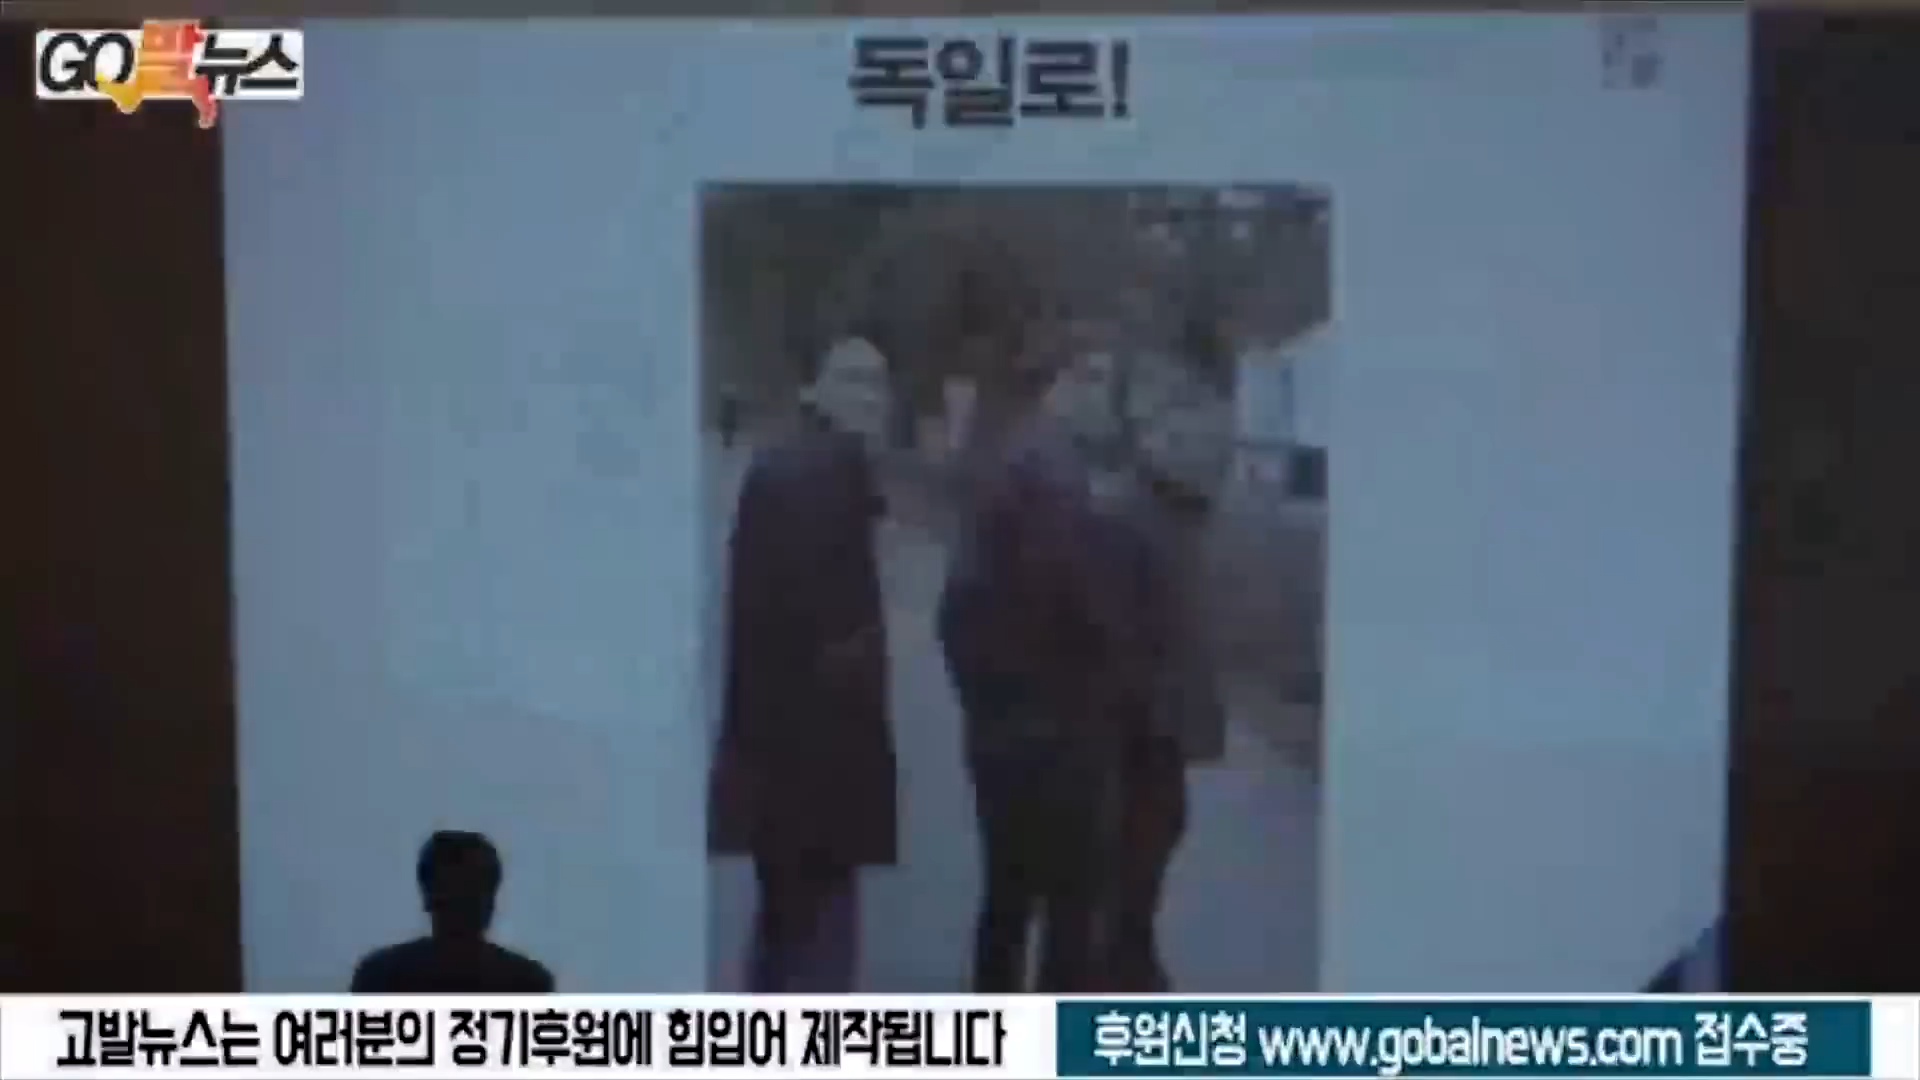 GO발뉴스
독일로!
고발뉴스는 여러분의 정기후원에 힘입어 제작됩니다
후원신청 www.gobalnews.com 접수중